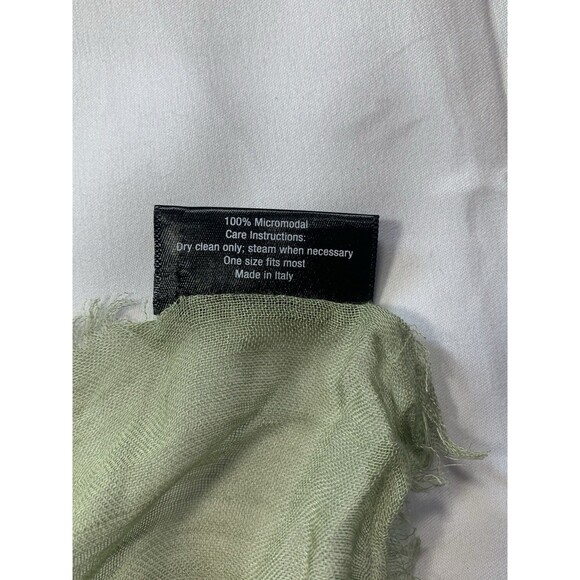 100% Micromodal
Care Instructions:
Dry clean only; steam when necessary
One size fits most
Made in Italy